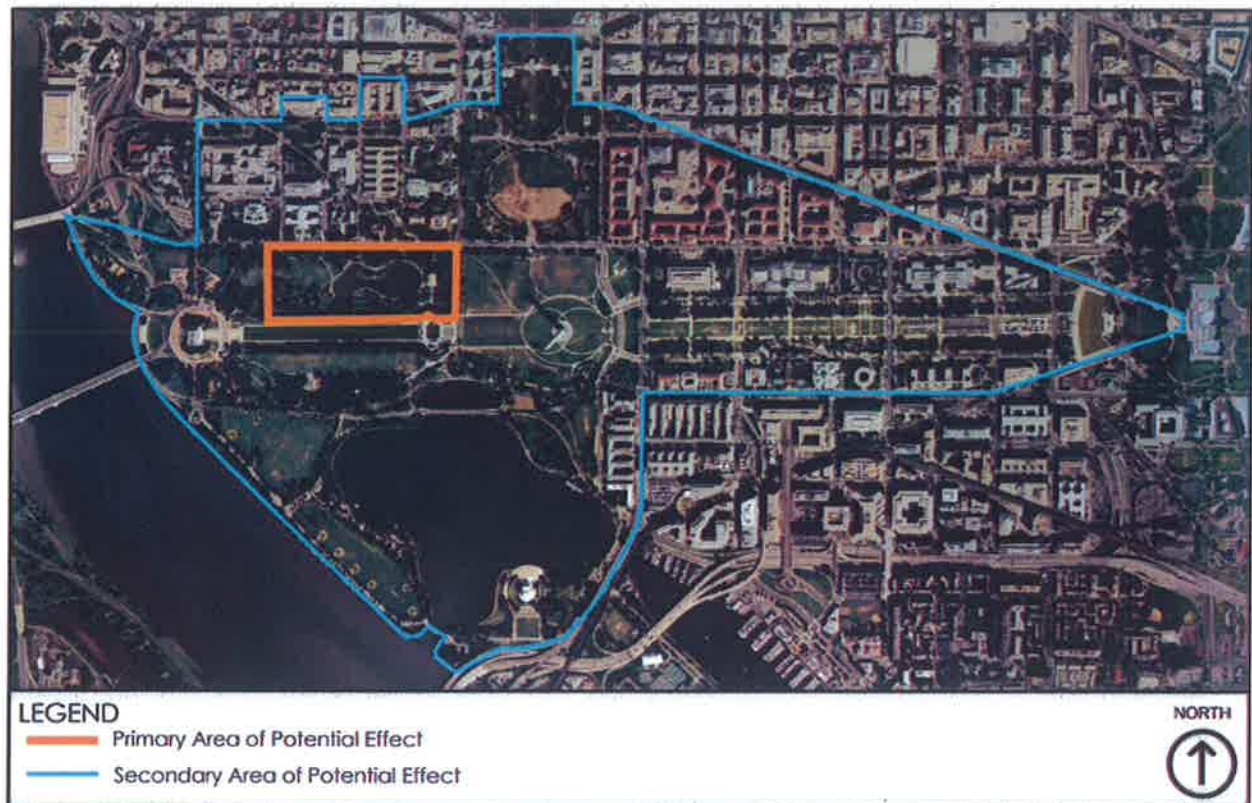 LEGEND
Primary Area of Potential Effect
Secondary Area of Potential Effect
NORTH